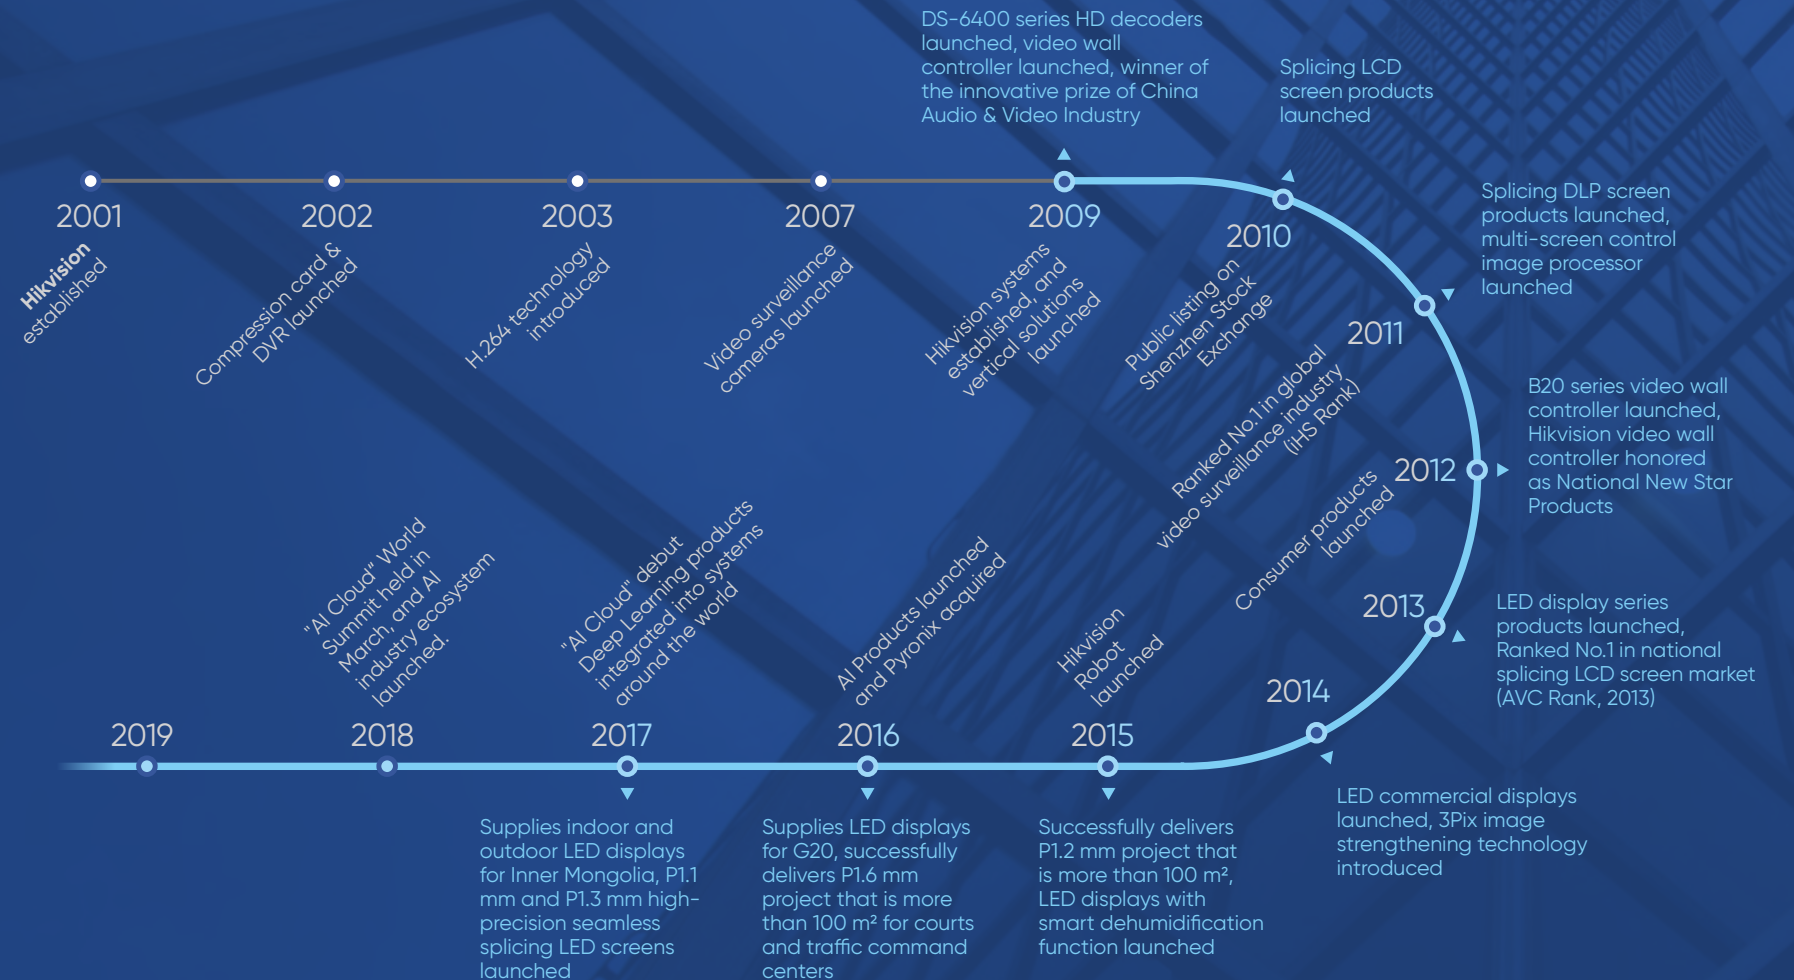 DS-6400 series HD decoders
launched, video wall
controller launched, winner of
the innovative prize of China
Audio & Video Industry
Splicing LCD
screen products
launched
2001
Hikvision
established
2002
Compression card &
DVR launched
2003
H.264 technology
introduced
2007
Video surveillance
cameras launched
2009
Hikvision systems
established, and
vertical solutions
launched
2010
Public listing on
Shenzhen Stock
Exchange
Splicing DLP screen
products launched,
multi-screen control
image processor
launched
2011
Ranked No.1 in global
video surveillance industry
(iHS Rank)
B20 series video wall
controller launched,
Hikvision video wall
controller honored
as National New Star
Products
2012
Consumer products
launched
2013
LED display series
products launched,
Ranked No.1 in national
splicing LCD screen market
(AVC Rank, 2013)
2014
LED commercial displays
launched, 3Pix image
strengthening technology
introduced
Hikvision
Robot
launched
2015
Successfully delivers
P1.2 mm project that
is more than 100 m²,
LED displays with
smart dehumidification
function launched
AI Products launched
and Pyronix acquired
2016
Supplies LED displays
for G20, successfully
delivers P1.6 mm
project that is more
than 100 m² for courts
and traffic command
centers
"AI Cloud" debut
Deep Learning products
integrated into systems
around the world
2017
Supplies indoor and
outdoor LED displays
for Inner Mongolia, P1.1
mm and P1.3 mm high-
precision seamless
splicing LED screens
launched
"AI Cloud" World
Summit held in
March, and AI
industry ecosystem
launched.
2018
2019